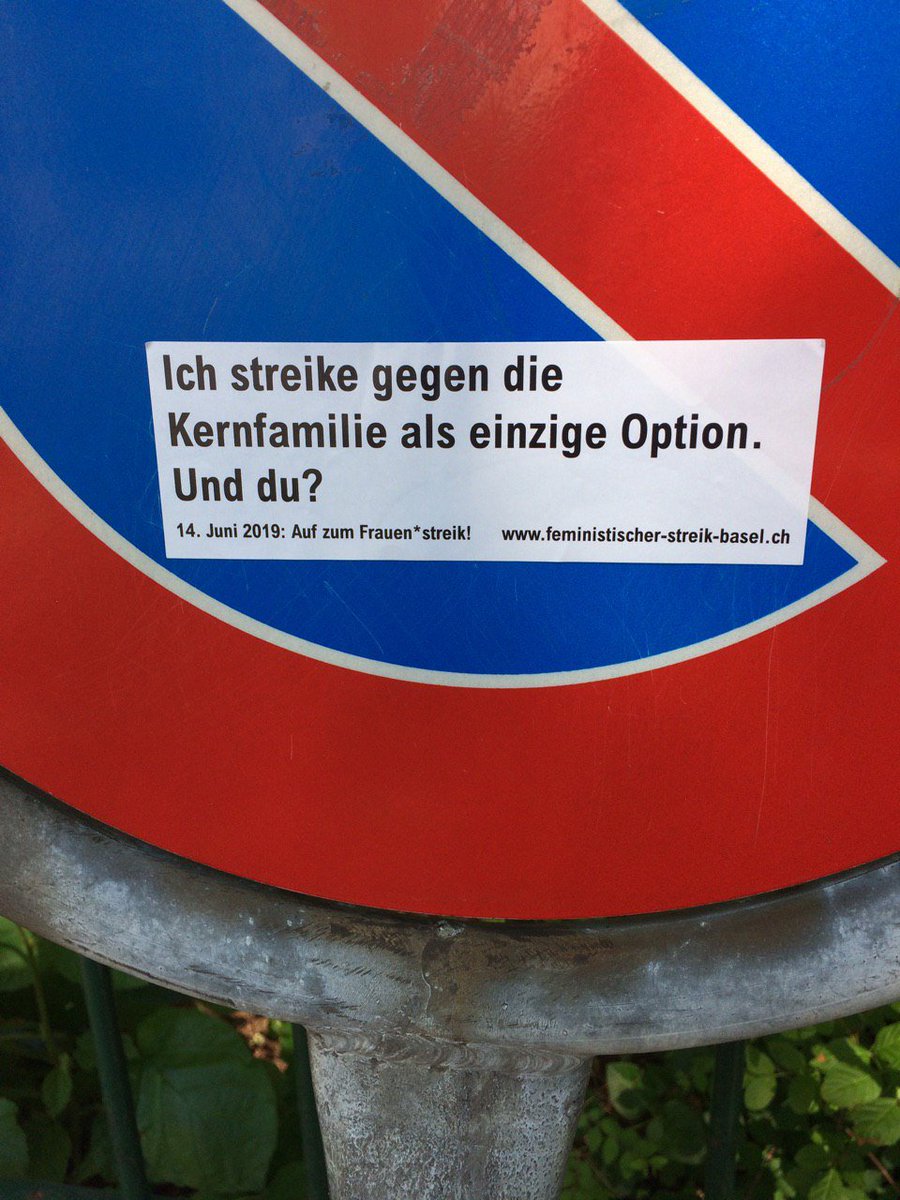 Ich streike gegen die
Kernfamilie als einzige Option.
Und du?
14. Juni 2019: Auf zum Frauen*streik! www.feministischer-streik-basel.ch